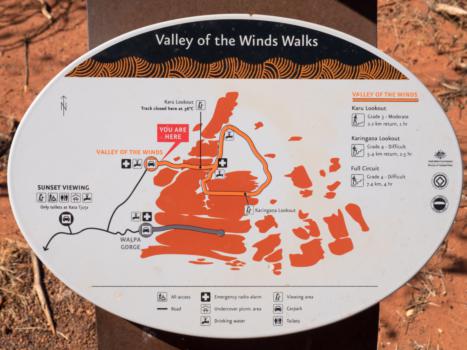 Valley of the Winds Walks
N
Karu Lookout
Track closed here at 36°C
YOU ARE
HERE
VALLEY OF THE WINDS
SUNSET VIEWING
Only toilets at Kata Tjuṯa
WALPA
GORGE
Karingana Lookout
VALLEY OF THE WINDS
Karu Lookout
Grade 3 - Moderate
2.2 km return, 1 hr
Karingana Lookout
Grade 4 - Difficult
5.4 km return, 2.5 hr
Full Circuit
Grade 4 - Difficult
7.4 km, 4 hr
All access
Emergency radio alarm
Viewing area
Road
Undercover picnic area
Carpark
Drinking water
Toilets